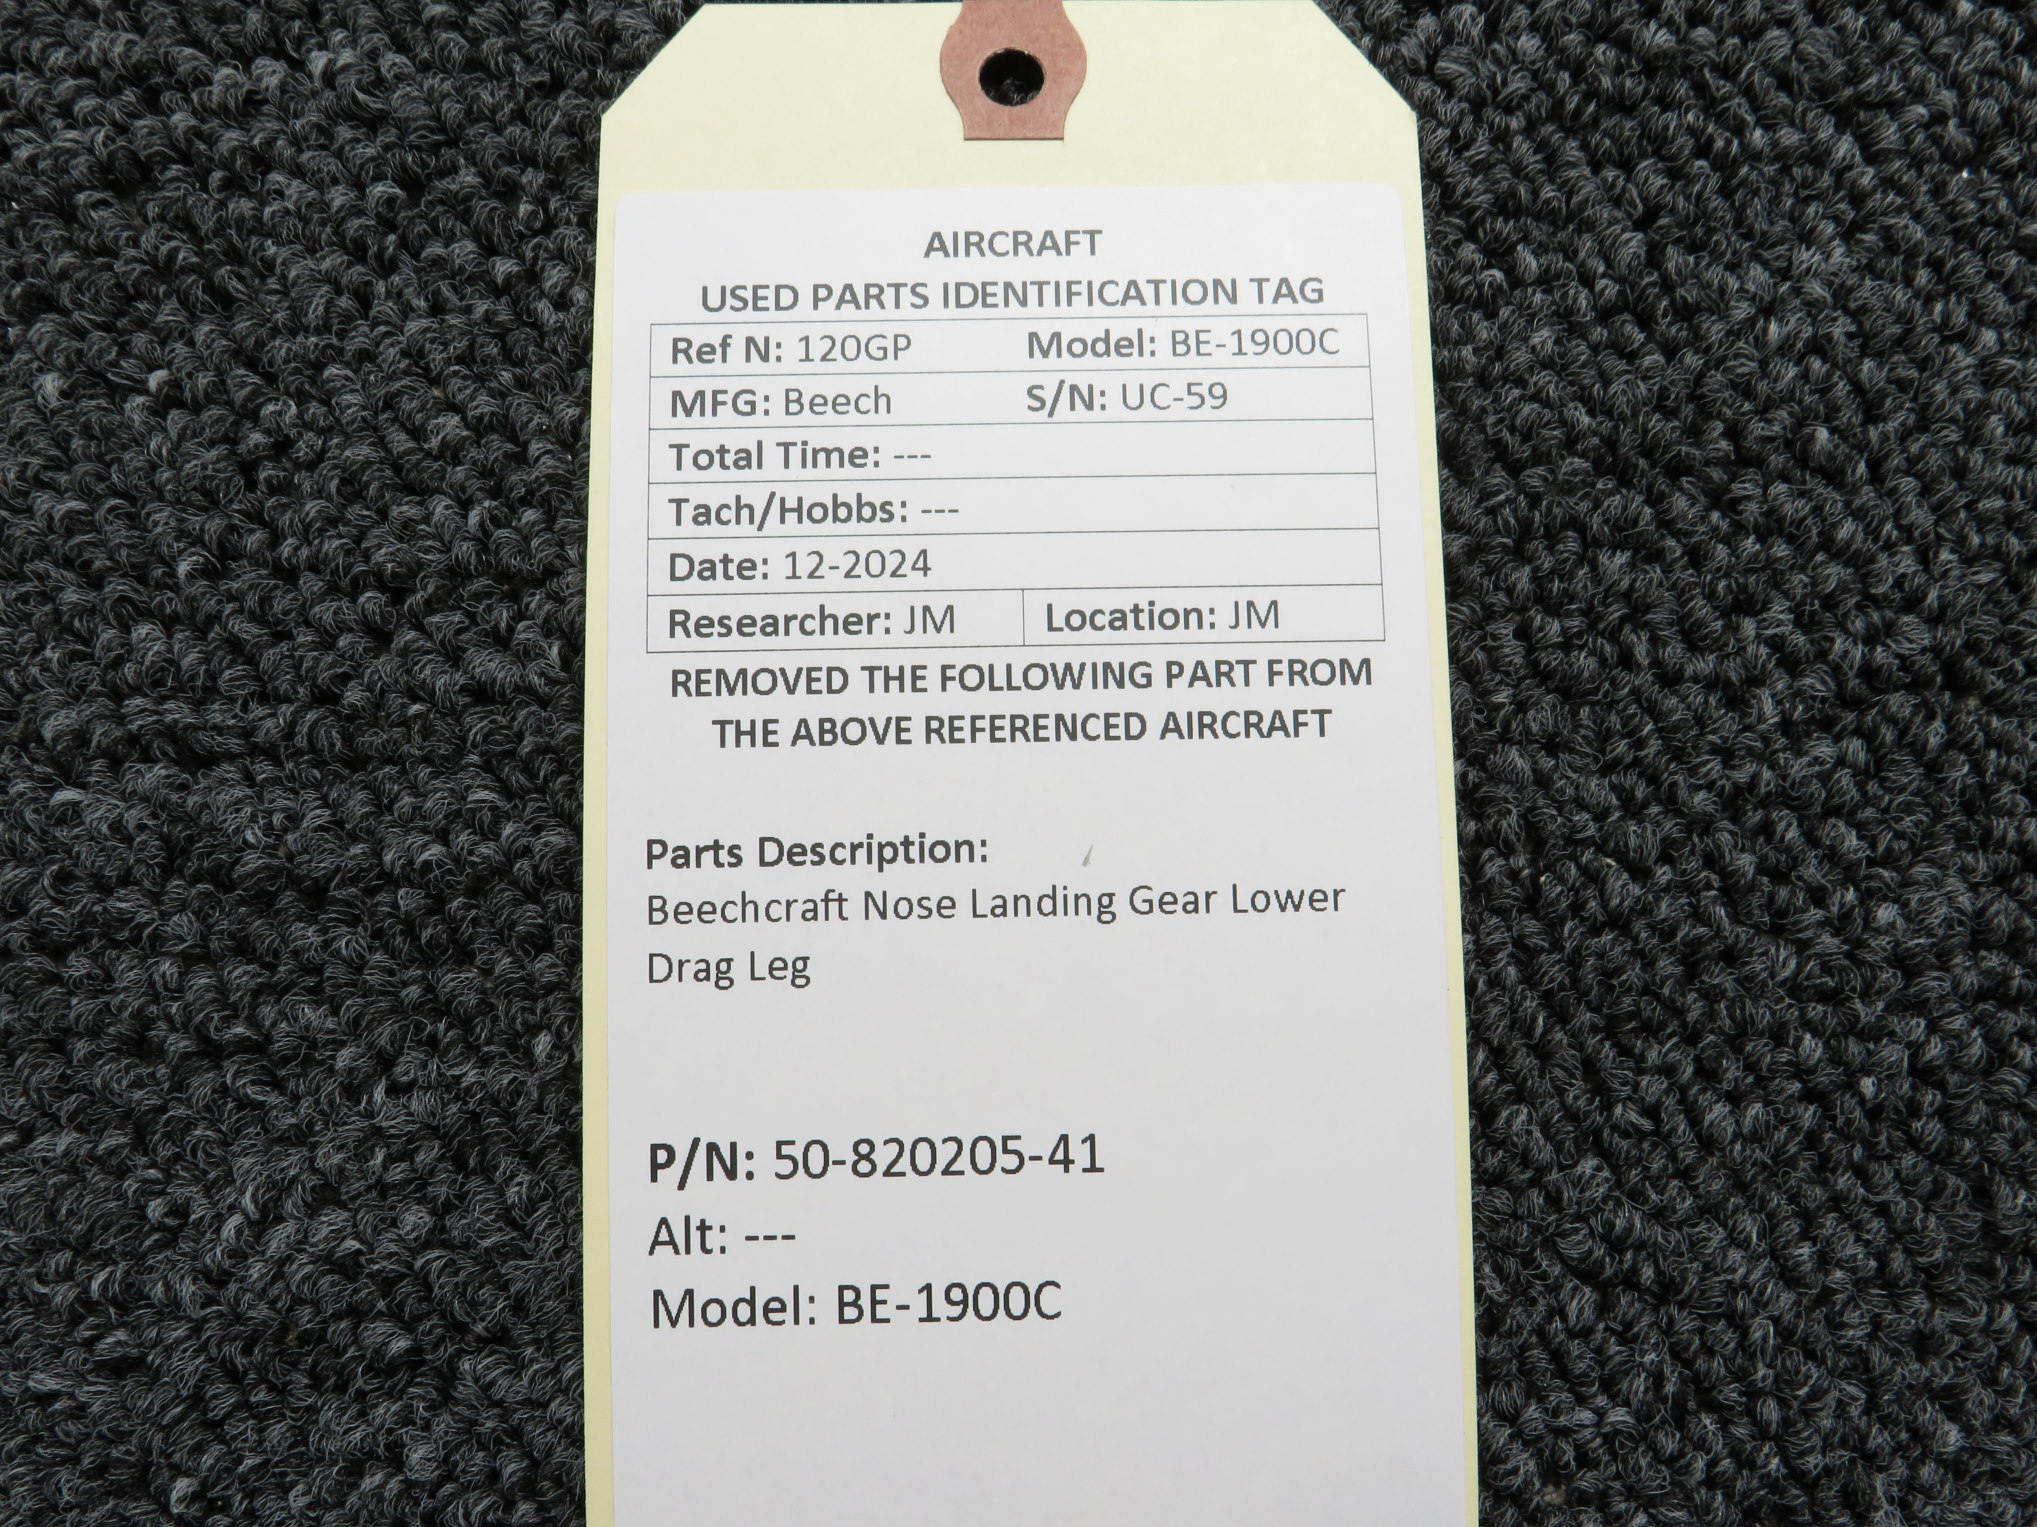 AIRCRAFT
USED PARTS IDENTIFICATION TAG
Ref N: 120GP Model: BE-1900C
MFG: Beech S/N: UC-59
Total Time: ---
Tach/Hobbs: ---
Date: 12-2024
Researcher: JM Location: JM
REMOVED THE FOLLOWING PART FROM
THE ABOVE REFERENCED AIRCRAFT
Parts Description:
Beechcraft Nose Landing Gear Lower
Drag Leg
P/N: 50-820205-41
Alt: ---
Model: BE-1900C